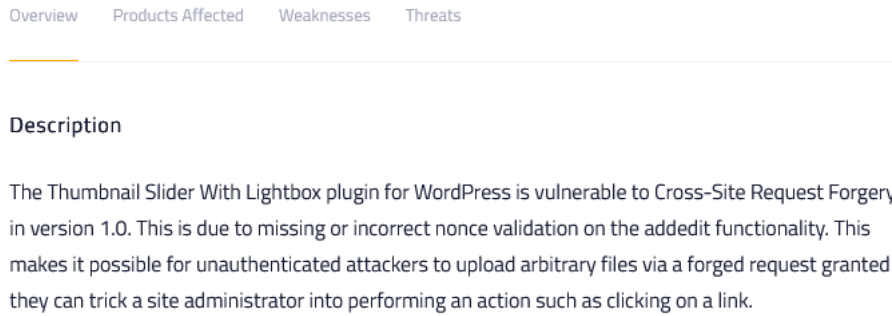 Overview Products Affected Weaknesses Threats
Description
The Thumbnail Slider With Lightbox plugin for WordPress is vulnerable to Cross-Site Request Forgery
in version 1.0. This is due to missing or incorrect nonce validation on the addedit functionality. This
makes it possible for unauthenticated attackers to upload arbitrary files via a forged request granted
they can trick a site administrator into performing an action such as clicking on a link.